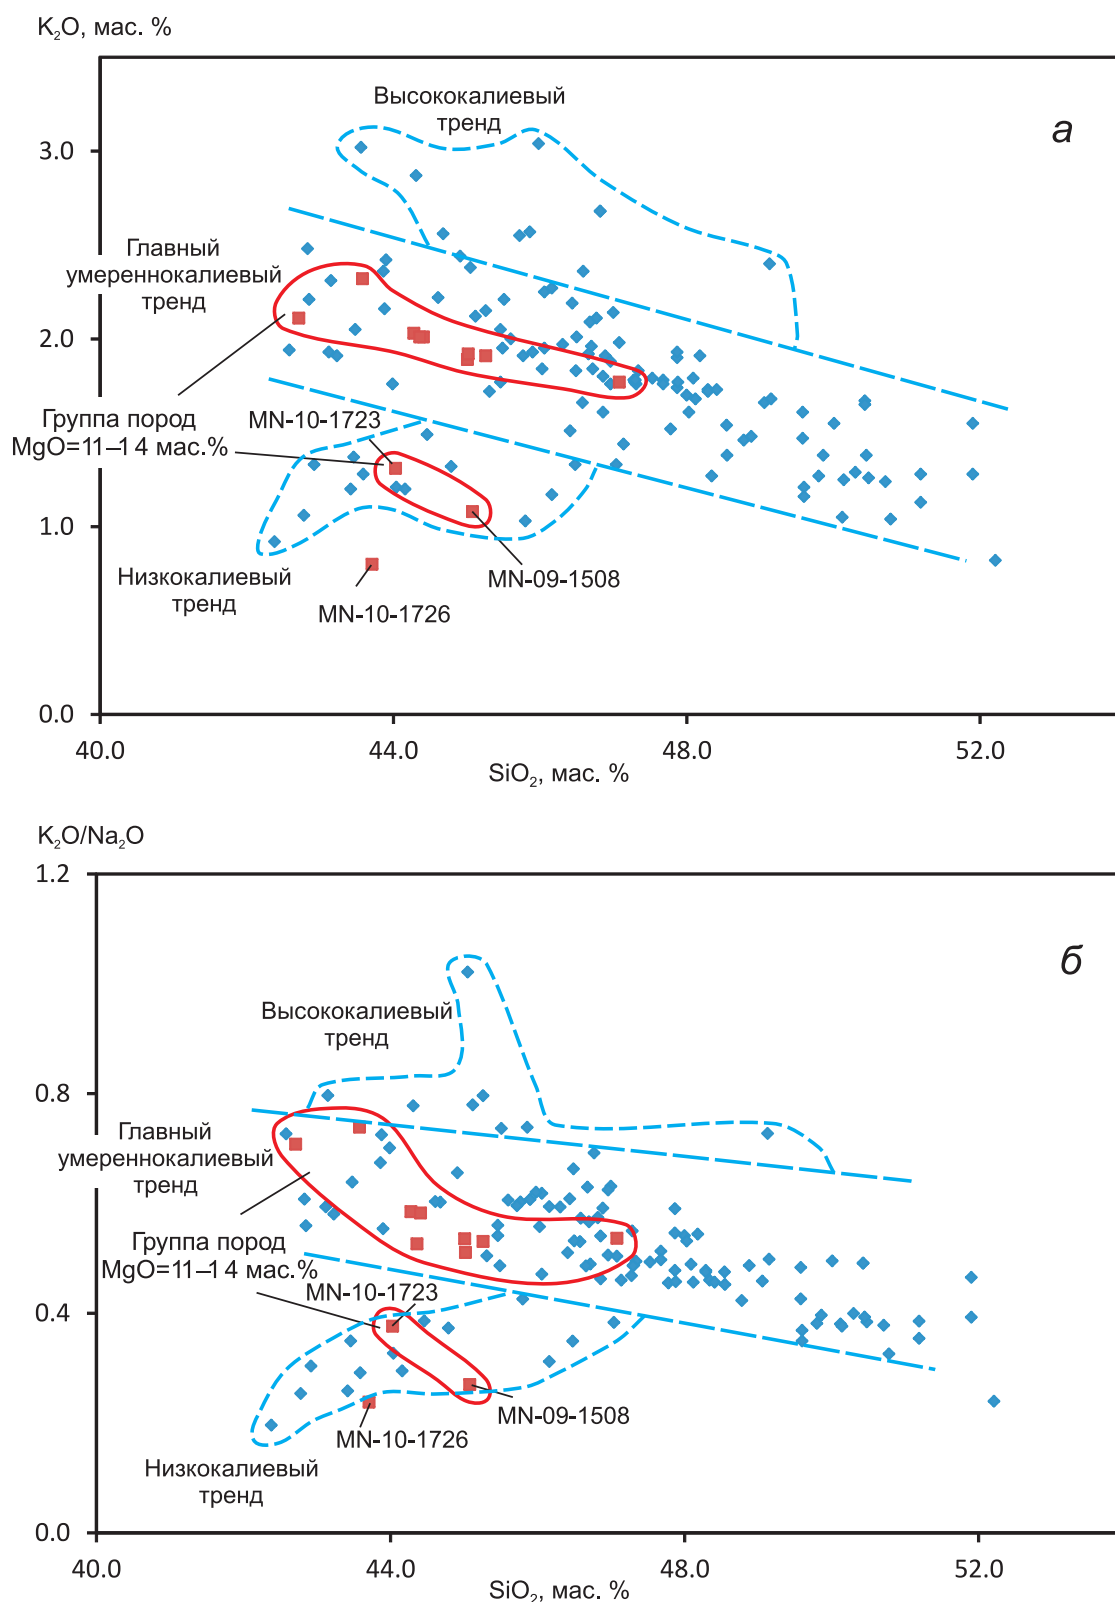 K₂O, мас. %
а
Высококалиевый
тренд
3.0
Главный
умереннокалиевый
тренд
2.0
Группа пород
MgO=11–14 мас.%
MN-10-1723
1.0
Низкокалиевый
тренд
MN-09-1508
MN-10-1726
0.0
40.0
44.0
48.0
52.0
SiO₂, мас. %
K₂O/Na₂O
1.2
б
Высококалиевый
тренд
0.8
Главный
умереннокалиевый
тренд
Группа пород
MgO=11–14 мас.%
MN-10-1723
0.4
MN-09-1508
MN-10-1726
Низкокалиевый
тренд
0.0
40.0
44.0
48.0
52.0
SiO₂, мас. %